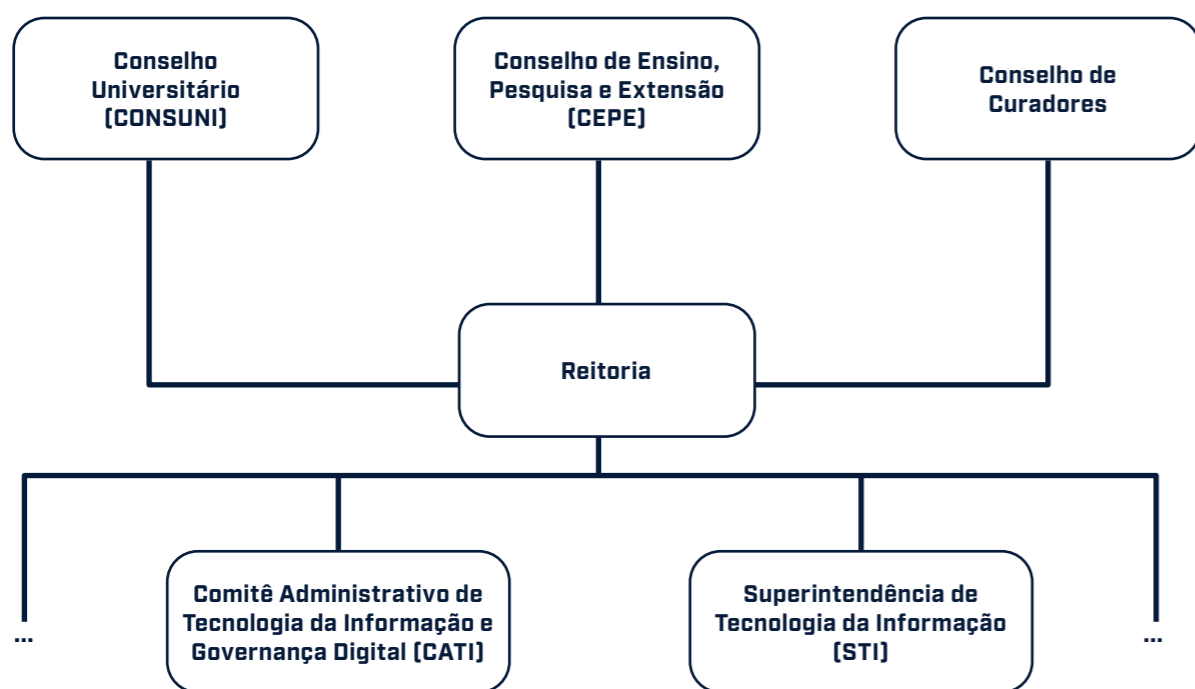 Conselho
Universitário
(CONSUNI)
Conselho de Ensino,
Pesquisa e Extensão
(CEPE)
Conselho de
Curadores
Reitoria
...
Comitê Administrativo de
Tecnologia da Informação e
Governança Digital (CATI)
Superintendência de
Tecnologia da Informação
(STI)
...